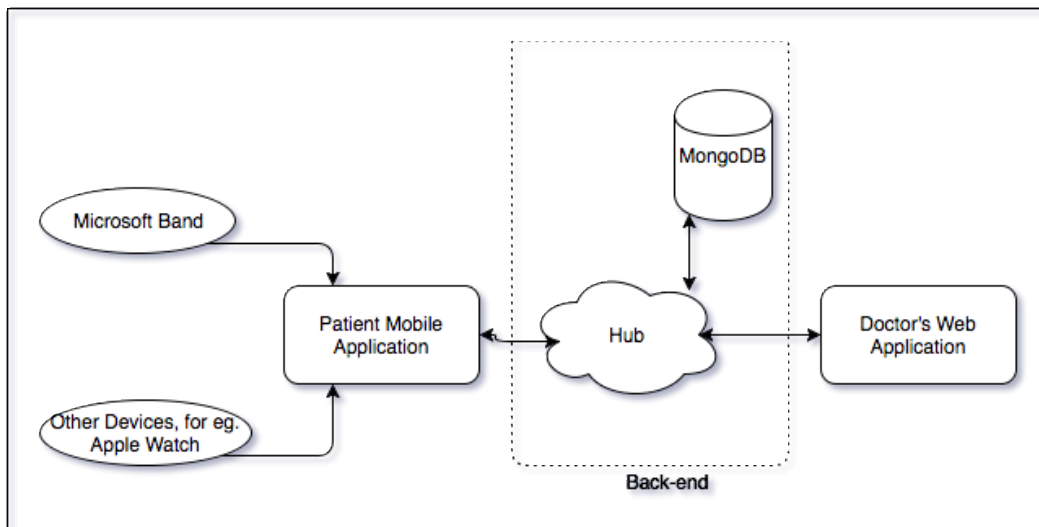 MongoDB
Microsoft Band
Patient Mobile
Application
Hub
Doctor's Web
Application
Other Devices, for eg.
Apple Watch
Back-end